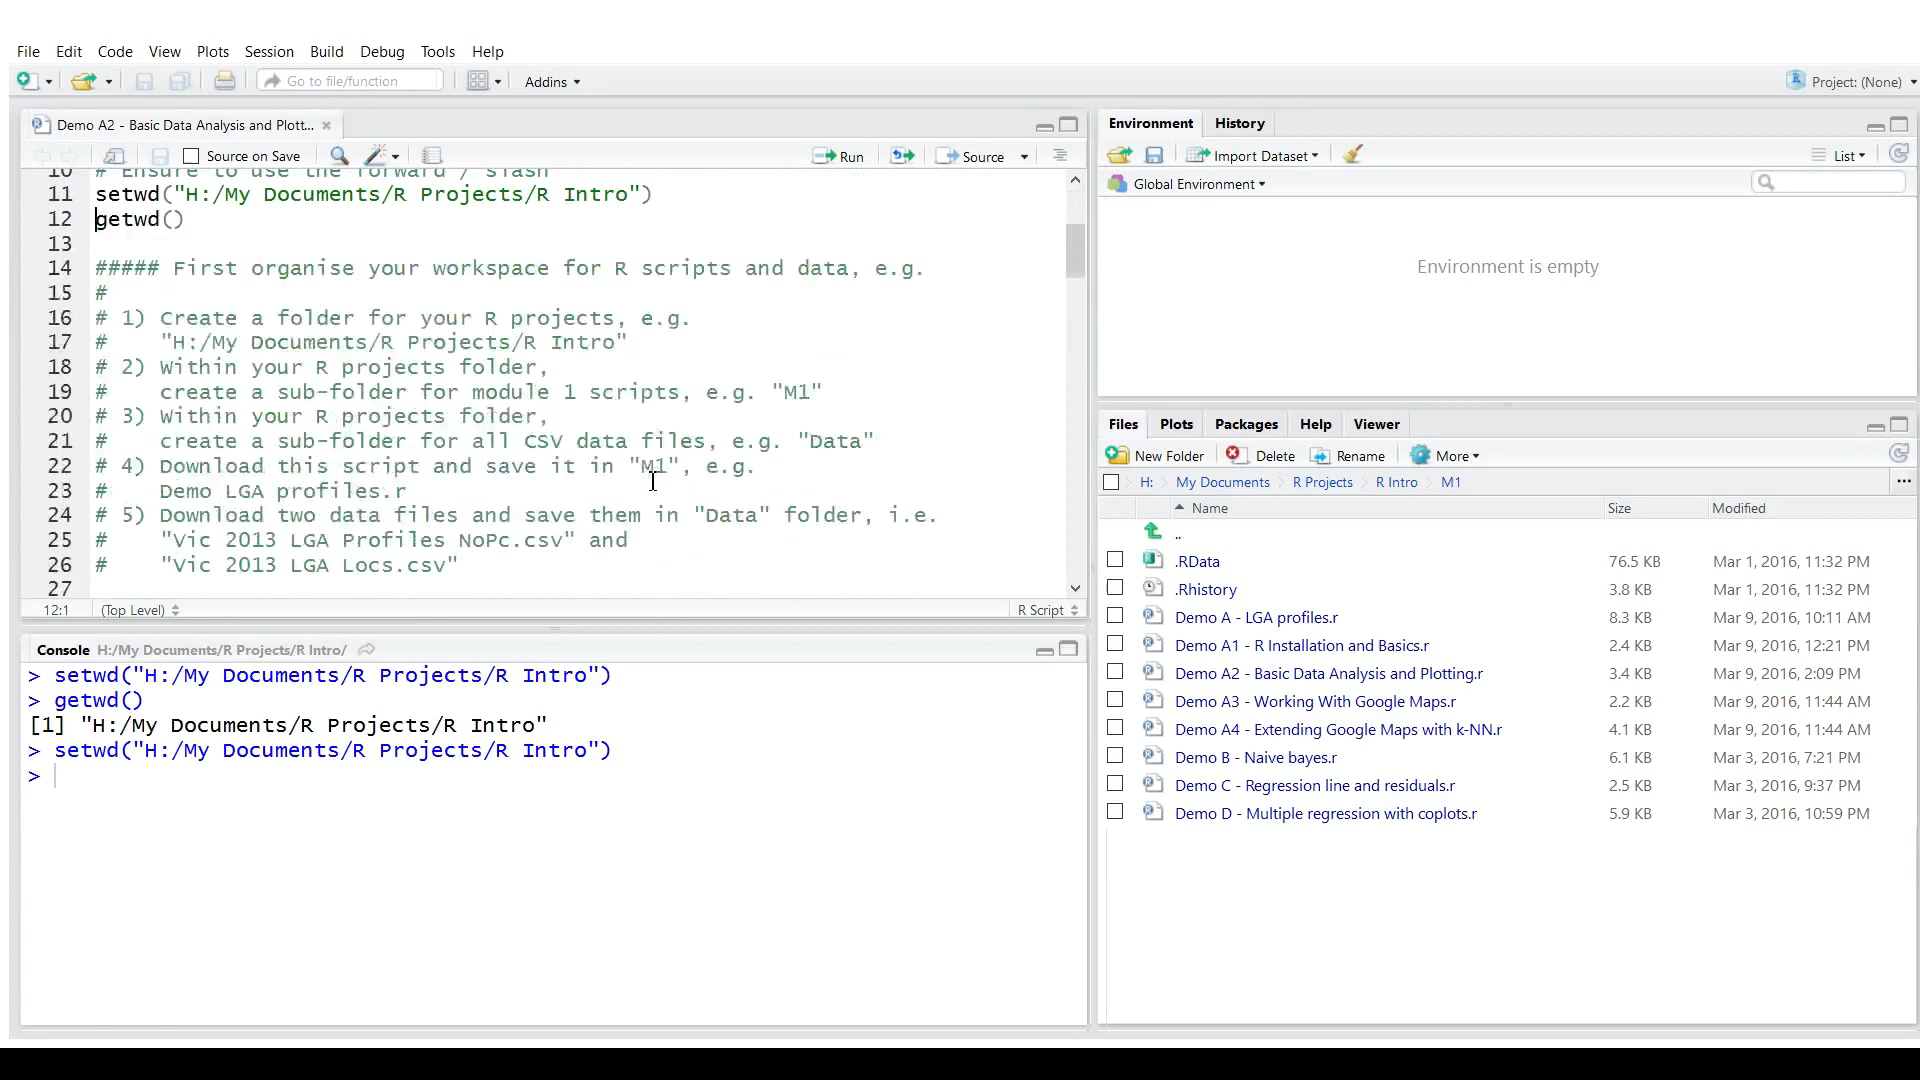 File Edit Code View Plots Session Build Debug Tools Help
Go to file/function Addins Project: (None)
Demo A2 - Basic Data Analysis and Plott...
Source on Save Run Source
10 # Ensure to use the forward / slash
11 setwd("H:/My Documents/R Projects/R Intro")
12 getwd()
13
14 ##### First organise your workspace for R scripts and data, e.g.
15 #
16 # 1) Create a folder for your R projects, e.g.
17 #    "H:/My Documents/R Projects/R Intro"
18 # 2) Within your R projects folder,
19 #    create a sub-folder for module 1 scripts, e.g. "M1"
20 # 3) Within your R projects folder,
21 #    create a sub-folder for all CSV data files, e.g. "Data"
22 # 4) Download this script and save it in "M1", e.g.
23 #    Demo LGA profiles.r
24 # 5) Download two data files and save them in "Data" folder, i.e.
25 #    "Vic 2013 LGA Profiles NoPc.csv" and
26 #    "Vic 2013 LGA Locs.csv"
27
12:1 (Top Level) R Script
Console H:/My Documents/R Projects/R Intro/
> setwd("H:/My Documents/R Projects/R Intro")
> getwd()
[1] "H:/My Documents/R Projects/R Intro"
> setwd("H:/My Documents/R Projects/R Intro")
>
Environment History
Import Dataset List
Global Environment
Environment is empty
Files Plots Packages Help Viewer
New Folder Delete Rename More
H: My Documents R Projects R Intro M1 ...
Name Size Modified
..
.RData 76.5 KB Mar 1, 2016, 11:32 PM
.Rhistory 3.8 KB Mar 1, 2016, 11:32 PM
Demo A - LGA profiles.r 8.3 KB Mar 9, 2016, 10:11 AM
Demo A1 - R Installation and Basics.r 2.4 KB Mar 9, 2016, 12:21 PM
Demo A2 - Basic Data Analysis and Plotting.r 3.4 KB Mar 9, 2016, 2:09 PM
Demo A3 - Working With Google Maps.r 2.2 KB Mar 9, 2016, 11:44 AM
Demo A4 - Extending Google Maps with k-NN.r 4.1 KB Mar 9, 2016, 11:44 AM
Demo B - Naive bayes.r 6.1 KB Mar 3, 2016, 7:21 PM
Demo C - Regression line and residuals.r 2.5 KB Mar 3, 2016, 9:37 PM
Demo D - Multiple regression with coplots.r 5.9 KB Mar 3, 2016, 10:59 PM